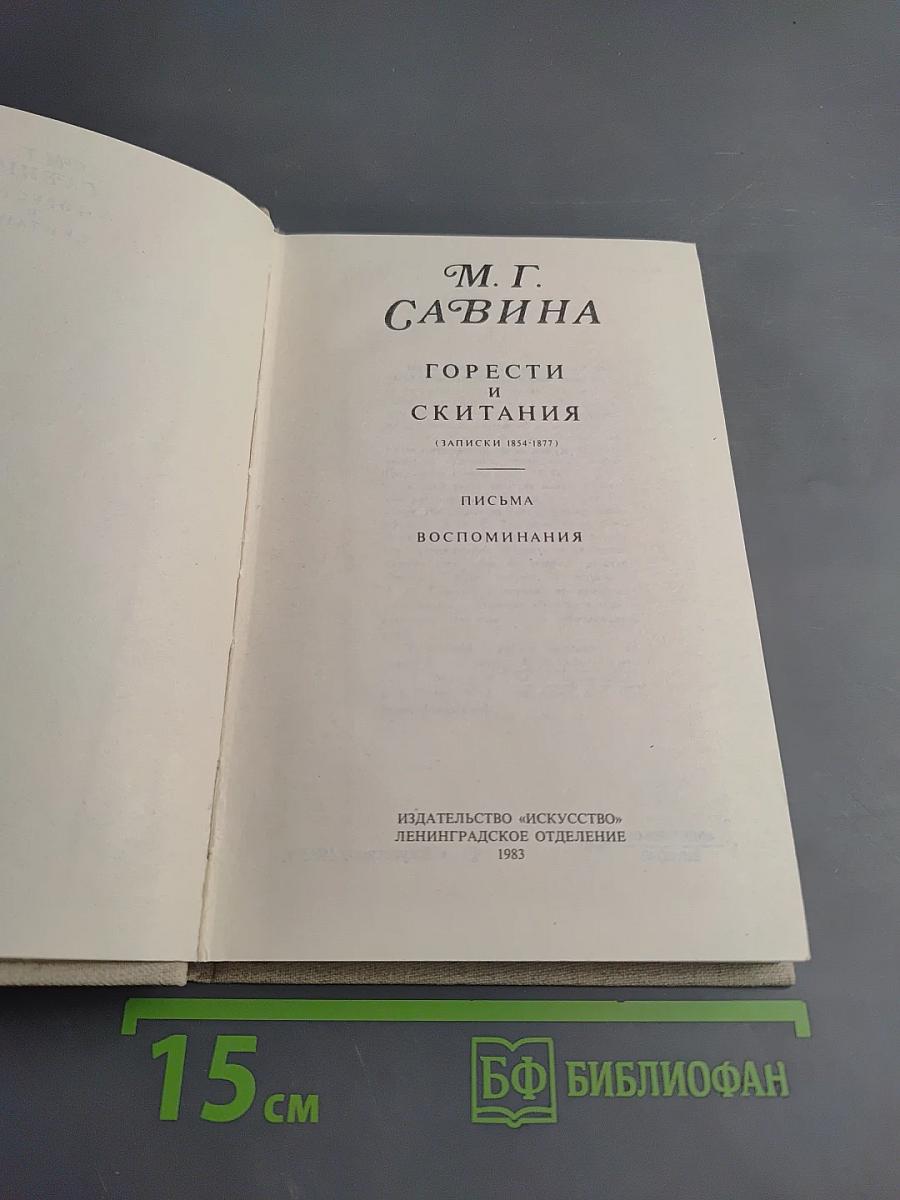 М. Г.
САВИНА
ГОРЕСТИ
И
СКИТАНИЯ
(ЗАПИСКИ 1854-1877)
ПИСЬМА
ВОСПОМИНАНИЯ
ИЗДАТЕЛЬСТВО «ИСКУССТВО»
ЛЕНИНГРАДСКОЕ ОТДЕЛЕНИЕ
1983
15 см
БФ БИБЛИОФАН